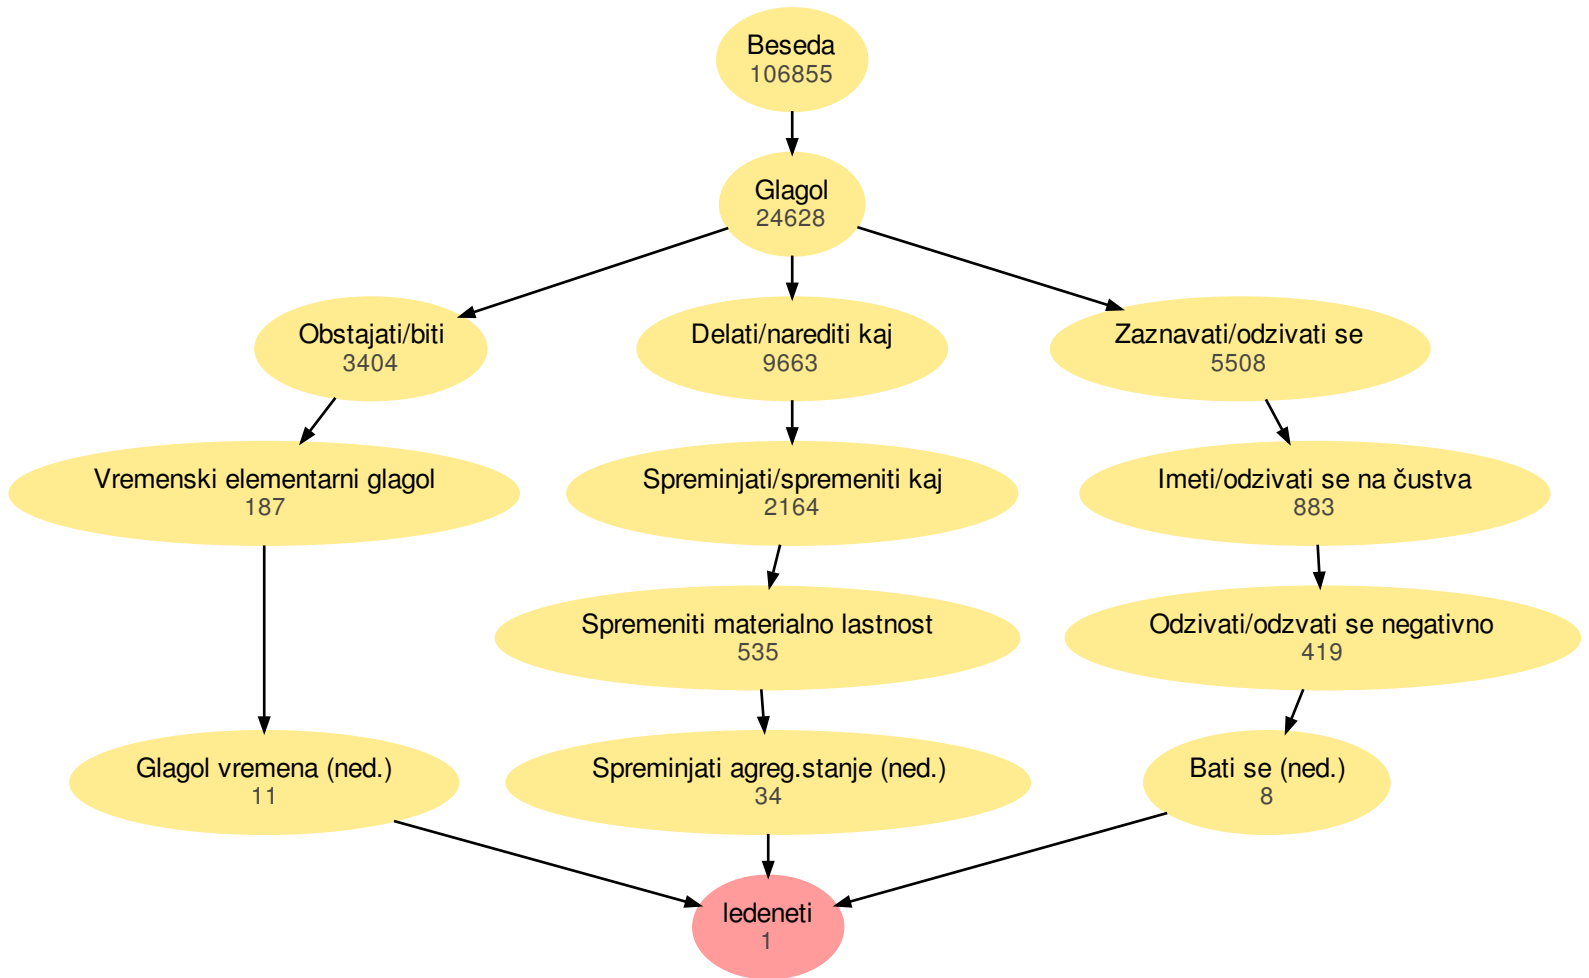 Beseda
106855
Glagol
24628
Obstajati/biti
3404
Delati/narediti kaj
9663
Zaznavati/odzivati se
5508
Vremenski elementarni glagol
187
Spreminjati/spremeniti kaj
2164
Imeti/odzivati se na čustva
883
Spremeniti materialno lastnost
535
Odzivati/odzvati se negativno
419
Glagol vremena (ned.)
11
Spreminjati agreg.stanje (ned.)
34
Bati se (ned.)
8
ledeneti
1